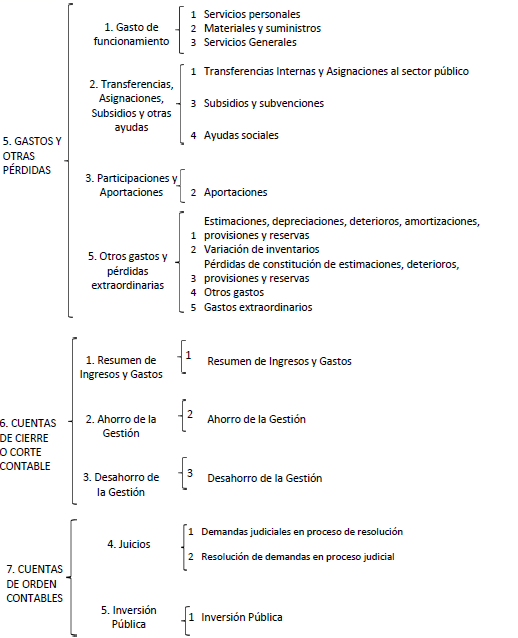 5. GASTOS Y
OTRAS
PÉRDIDAS
1. Gasto de
funcionamiento
1 Servicios personales
2 Materiales y suministros
3 Servicios Generales
2. Transferencias,
Asignaciones,
Subsidios y otras
ayudas
1 Transferencias Internas y Asignaciones al sector público
3 Subsidios y subvenciones
4 Ayudas sociales
3. Participaciones y
Aportaciones
2 Aportaciones
5. Otros gastos y
pérdidas
extraordinarias
Estimaciones, depreciaciones, deterioros, amortizaciones,
1 provisiones y reservas
2 Variación de inventarios
Pérdidas de constitución de estimaciones, deterioros,
3 provisiones y reservas
4 Otros gastos
5 Gastos extraordinarios
6. CUENTAS
DE CIERRE
O CORTE
CONTABLE
1. Resumen de
Ingresos y Gastos
1 Resumen de Ingresos y Gastos
2. Ahorro de la
Gestión
2 Ahorro de la Gestión
3. Desahorro de
la Gestión
3 Desahorro de la Gestión
7. CUENTAS
DE ORDEN
CONTABLES
4. Juicios
1 Demandas judiciales en proceso de resolución
2 Resolución de demandas en proceso judicial
5. Inversión
Pública
1 Inversión Pública